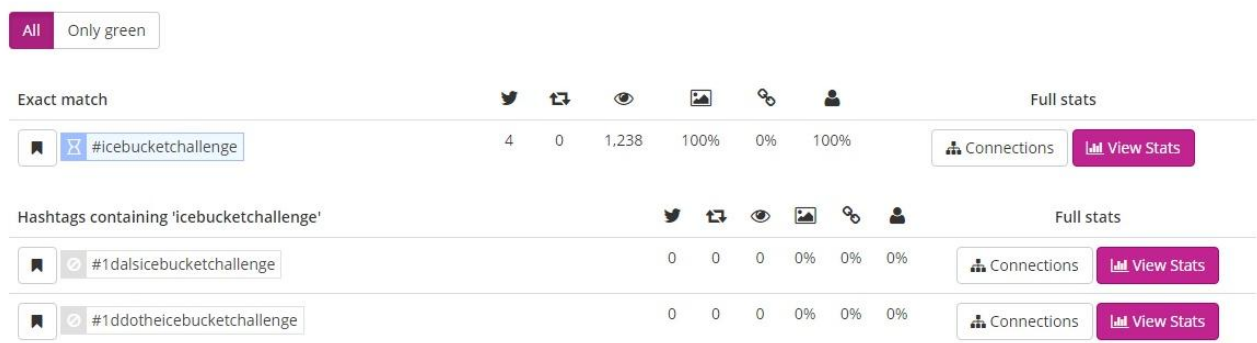 All Only green
Exact match Full stats
#icebucketchallenge 4 0 1,238 100% 0% 100% Connections View Stats
Hashtags containing 'icebucketchallenge' Full stats
#1dalsicebucketchallenge 0 0 0 0% 0% 0% Connections View Stats
#1ddotheicebucketchallenge 0 0 0 0% 0% 0% Connections View Stats